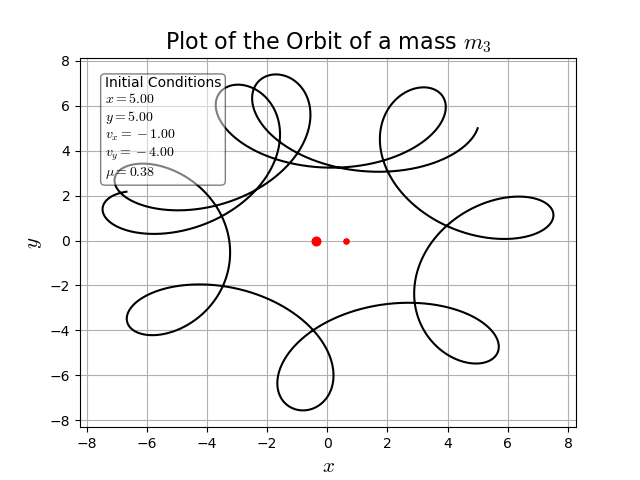 Plot of the Orbit of a mass m₃
Initial Conditions
x = 5.00
y = 5.00
vₓ = −1.00
v_y = −4.00
μ = 0.38
8
6
4
2
0
−2
−4
−6
−8
y
−8 −6 −4 −2 0 2 4 6 8
x